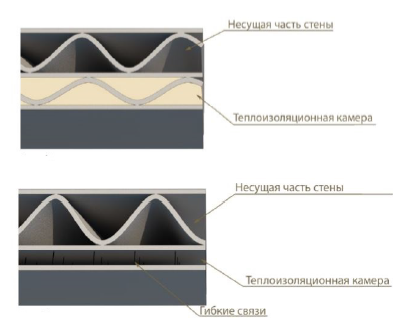 Несущая часть стены
Теплоизоляционная камера
Несущая часть стены
Теплоизоляционная камера
Гибкие связи